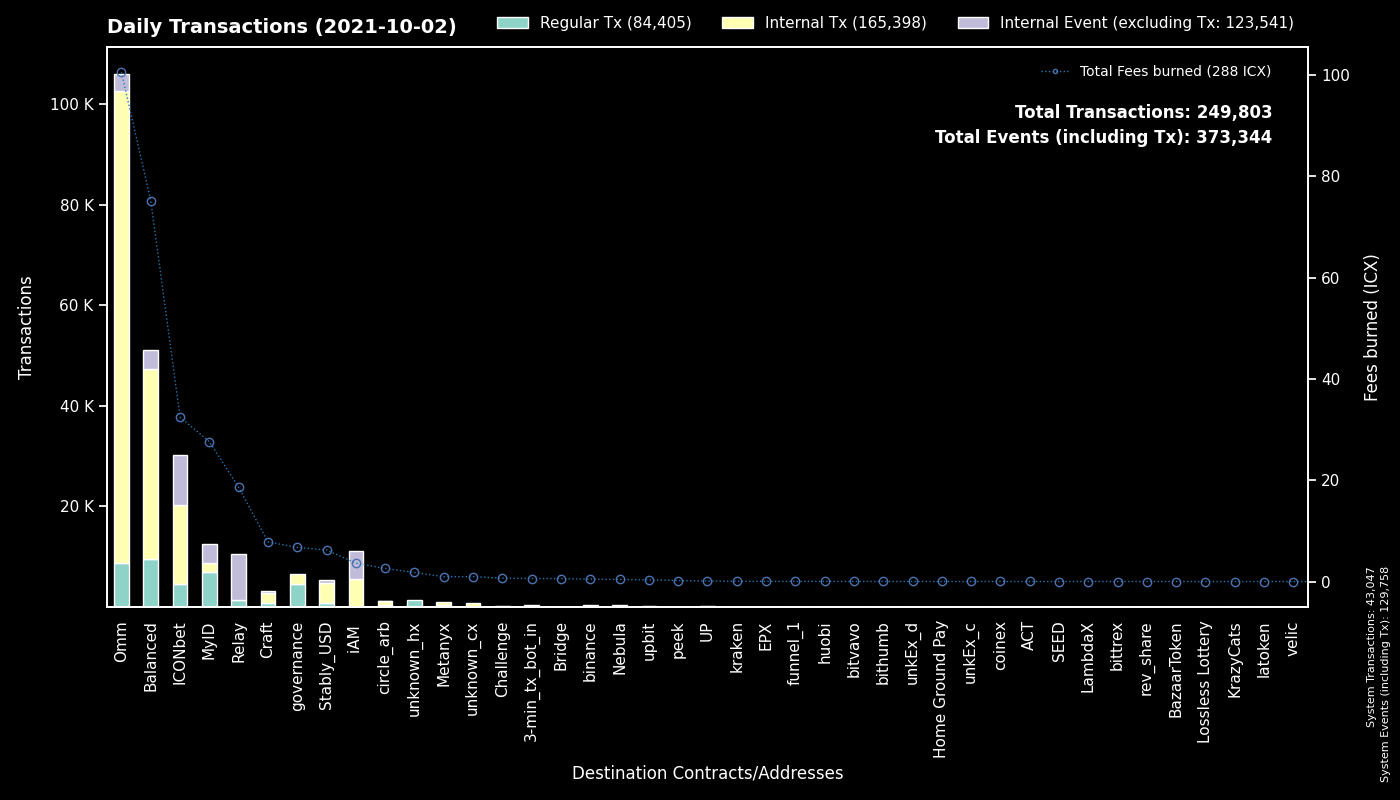 Daily Transactions (2021-10-02)
Regular Tx (84,405)
Internal Tx (165,398)
Internal Event (excluding Tx: 123,541)
Total Fees burned (288 ICX)
Total Transactions: 249,803
Total Events (including Tx): 373,344
Transactions
100 K
80 K
60 K
40 K
20 K
Fees burned (ICX)
100
80
60
40
20
0
Omm
Balanced
ICONbet
MyID
Relay
Craft
governance
Stably_USD
iAM
circle_arb
unknown_hx
Metanyx
unknown_cx
Challenge
3-min_tx_bot_in
Bridge
binance
Nebula
upbit
peek
UP
kraken
EPX
funnel_1
huobi
bitvavo
bithumb
unkEx_d
Home Ground Pay
unkEx_c
coinex
ACT
SEED
LambdaX
bittrex
rev_share
BazaarToken
Lossless Lottery
KrazyCats
latoken
velic
Destination Contracts/Addresses
System Transactions: 43,047
System Events (including Tx): 129,758